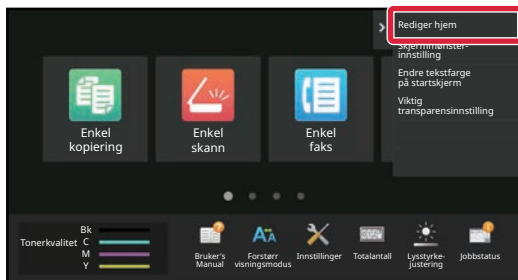 Rediger hjem
Skjermmønster-
innstilling
Endre tekstfarge
på startskjerm
Viktig
transparensinnstilling
Enkel
kopiering
Enkel
skann
Enkel
faks
Tonerkvalitet
Bk
C
M
Y
Bruker's
Manual
Forstørr
visningsmodus
Innstillinger
Totalantall
Lysstyrke-
justering
Jobbstatus